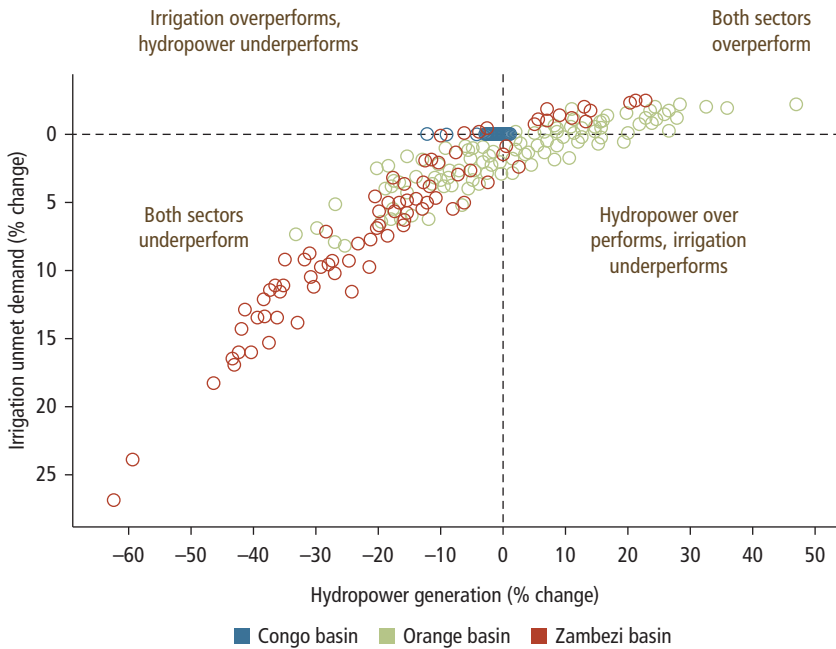 Irrigation overperforms,
hydropower underperforms
Both sectors
overperform
Irrigation unmet demand (% change)
0
5
10
15
20
25
Both sectors
underperform
Hydropower over
performs, irrigation
underperforms
–60 –50 –40 –30 –20 –10 0 10 20 30 40 50
Hydropower generation (% change)
Congo basin Orange basin Zambezi basin